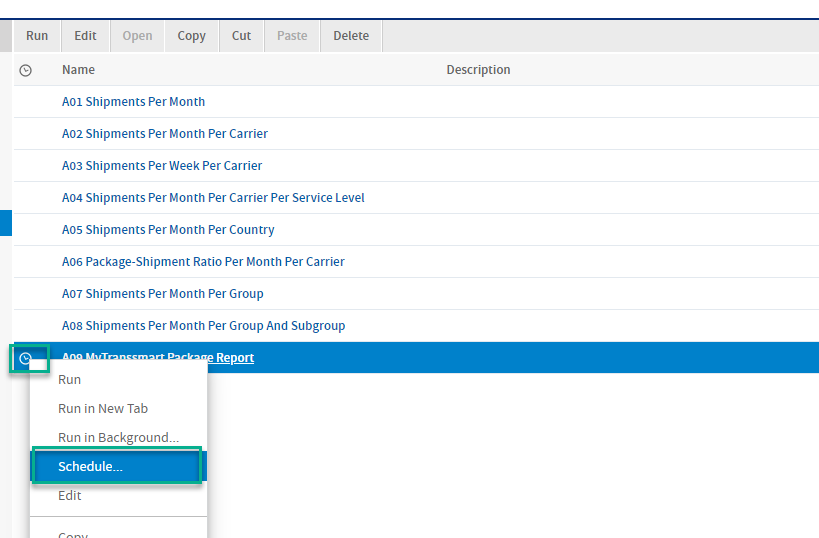 Run Edit Open Copy Cut Paste Delete
Name Description
A01 Shipments Per Month
A02 Shipments Per Month Per Carrier
A03 Shipments Per Week Per Carrier
A04 Shipments Per Month Per Carrier Per Service Level
A05 Shipments Per Month Per Country
A06 Package-Shipment Ratio Per Month Per Carrier
A07 Shipments Per Month Per Group
A08 Shipments Per Month Per Group And Subgroup
A09 MyTranssmart Package Report
Run
Run in New Tab
Run in Background...
Schedule...
Edit
Copy